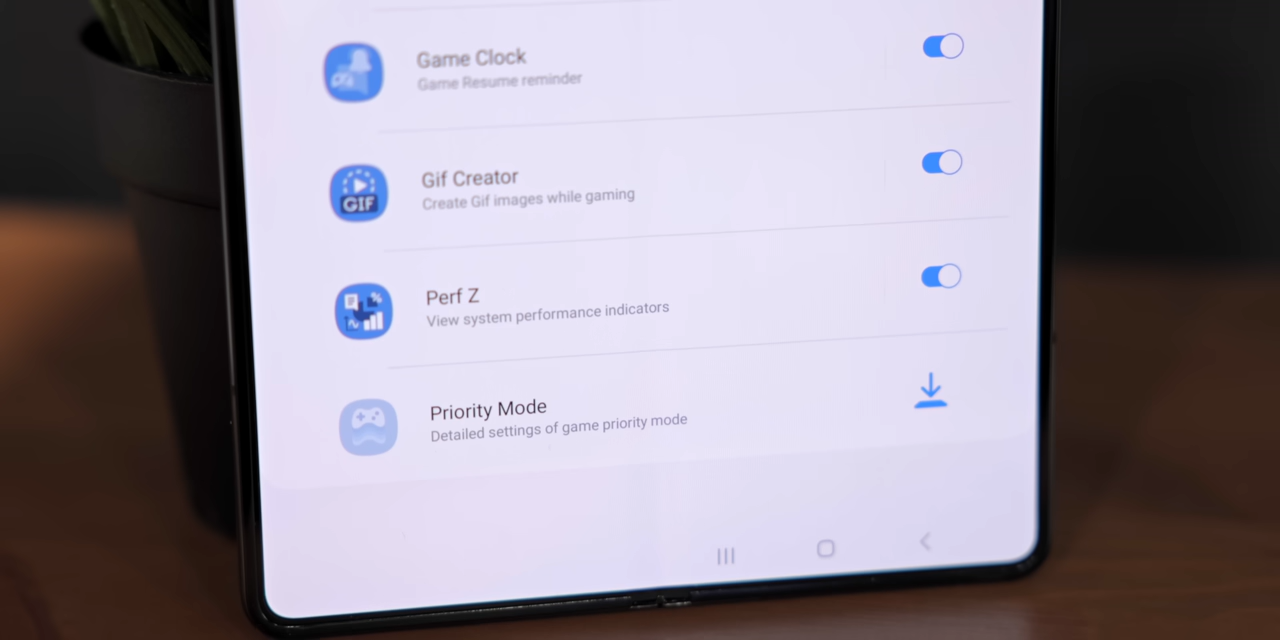 Game Clock
Game Resume reminder
GIF
Gif Creator
Create Gif images while gaming
Perf Z
View system performance indicators
Priority Mode
Detailed settings of game priority mode